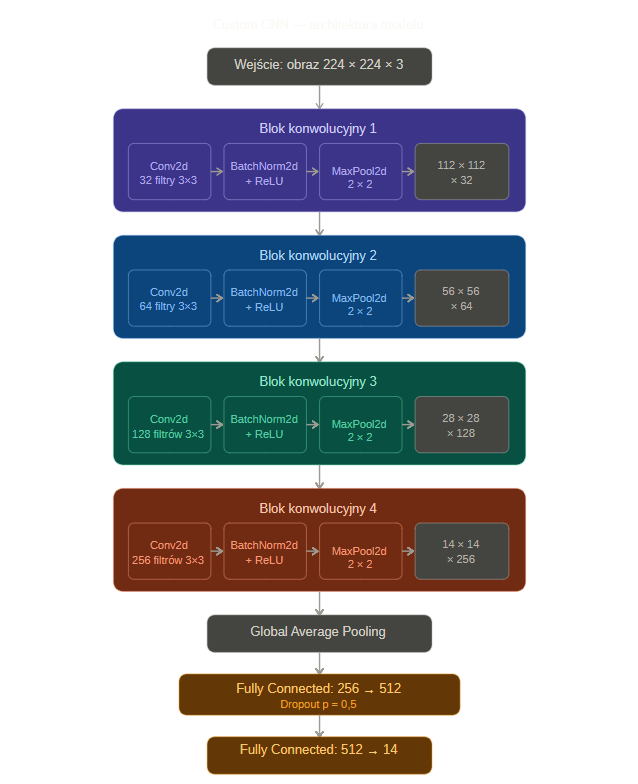 Custom CNN — architektura modelu
Wejście: obraz 224 × 224 × 3
Blok konwolucyjny 1
Conv2d
32 filtry 3×3
BatchNorm2d
+ ReLU
MaxPool2d
2 × 2
112 × 112
× 32
Blok konwolucyjny 2
Conv2d
64 filtry 3×3
BatchNorm2d
+ ReLU
MaxPool2d
2 × 2
56 × 56
× 64
Blok konwolucyjny 3
Conv2d
128 filtrów 3×3
BatchNorm2d
+ ReLU
MaxPool2d
2 × 2
28 × 28
× 128
Blok konwolucyjny 4
Conv2d
256 filtrów 3×3
BatchNorm2d
+ ReLU
MaxPool2d
2 × 2
14 × 14
× 256
Global Average Pooling
Fully Connected: 256 → 512
Dropout p = 0,5
Fully Connected: 512 → 14